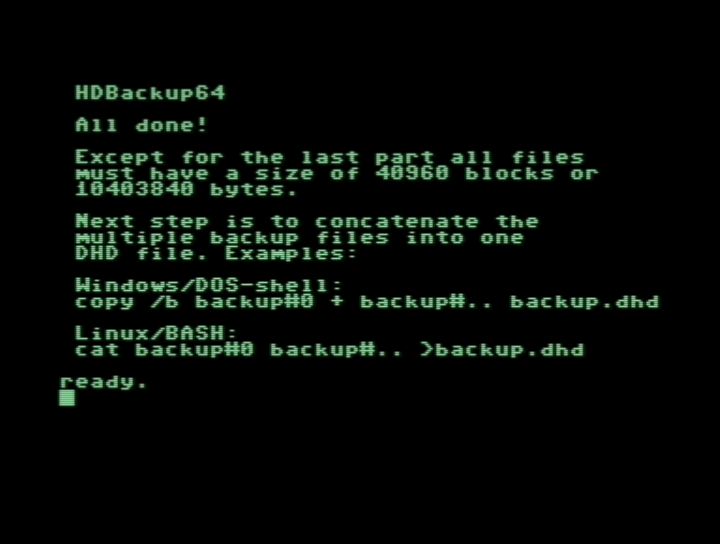 HDBackup64
All done!
Except for the last part all files
must have a size of 40960 blocks or
10403840 bytes.
Next step is to concatenate the
multiple backup files into one
DHD file. Examples:
Windows/DOS-shell:
copy /b backup#0 + backup#.. backup.dhd
Linux/BASH:
cat backup#0 backup#.. >backup.dhd
ready.